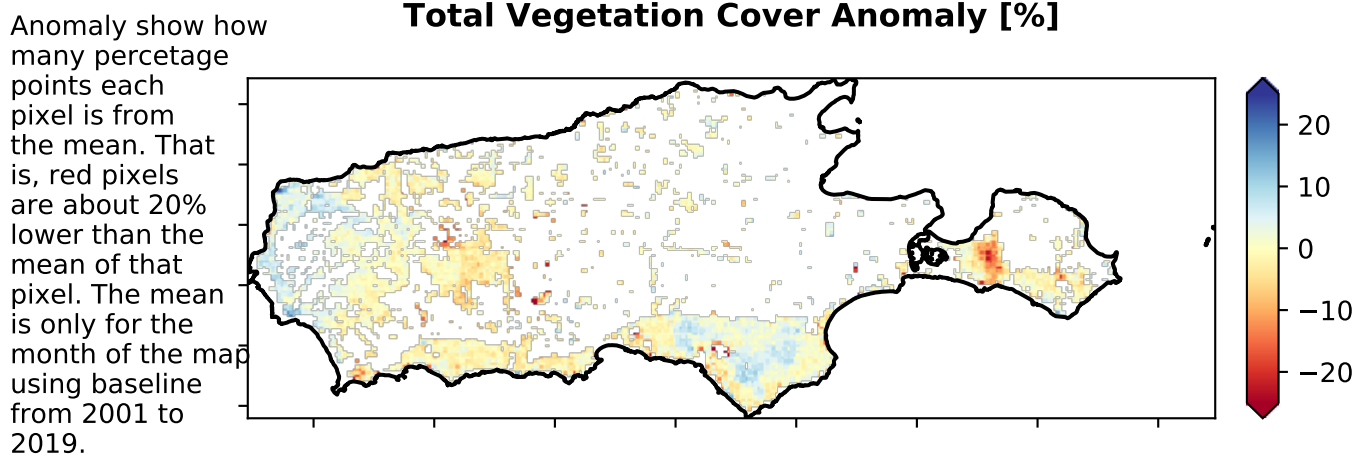 Total Vegetation Cover Anomaly [%]
Anomaly show how
many percetage
points each
pixel is from
the mean. That
is, red pixels
are about 20%
lower than the
mean of that
pixel. The mean
is only for the
month of the map
using baseline
from 2001 to
2019.
20
10
0
−10
−20